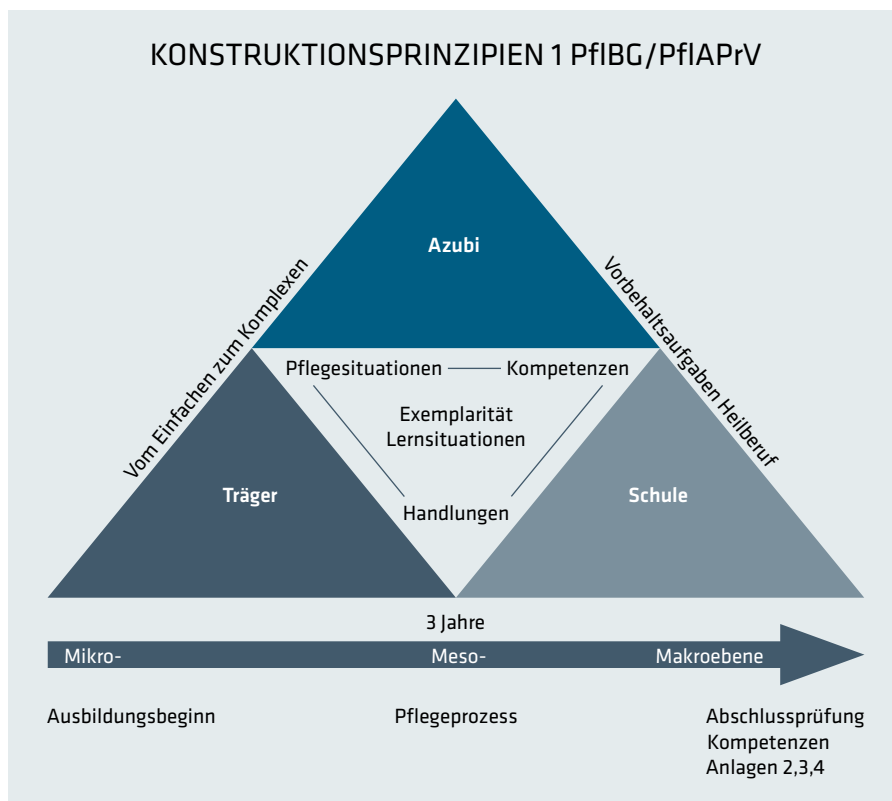 KONSTRUKTIONSPRINZIPIEN 1 PflBG/PflAPrV
Azubi
Vom Einfachen zum Komplexen
Vorbehaltsaufgaben Heilberuf
Pflegesituationen
Kompetenzen
Exemplarität
Lernsituationen
Handlungen
Träger
Schule
3 Jahre
Mikro-
Meso-
Makroebene
Ausbildungsbeginn
Pflegeprozess
Abschlussprüfung
Kompetenzen
Anlagen 2,3,4